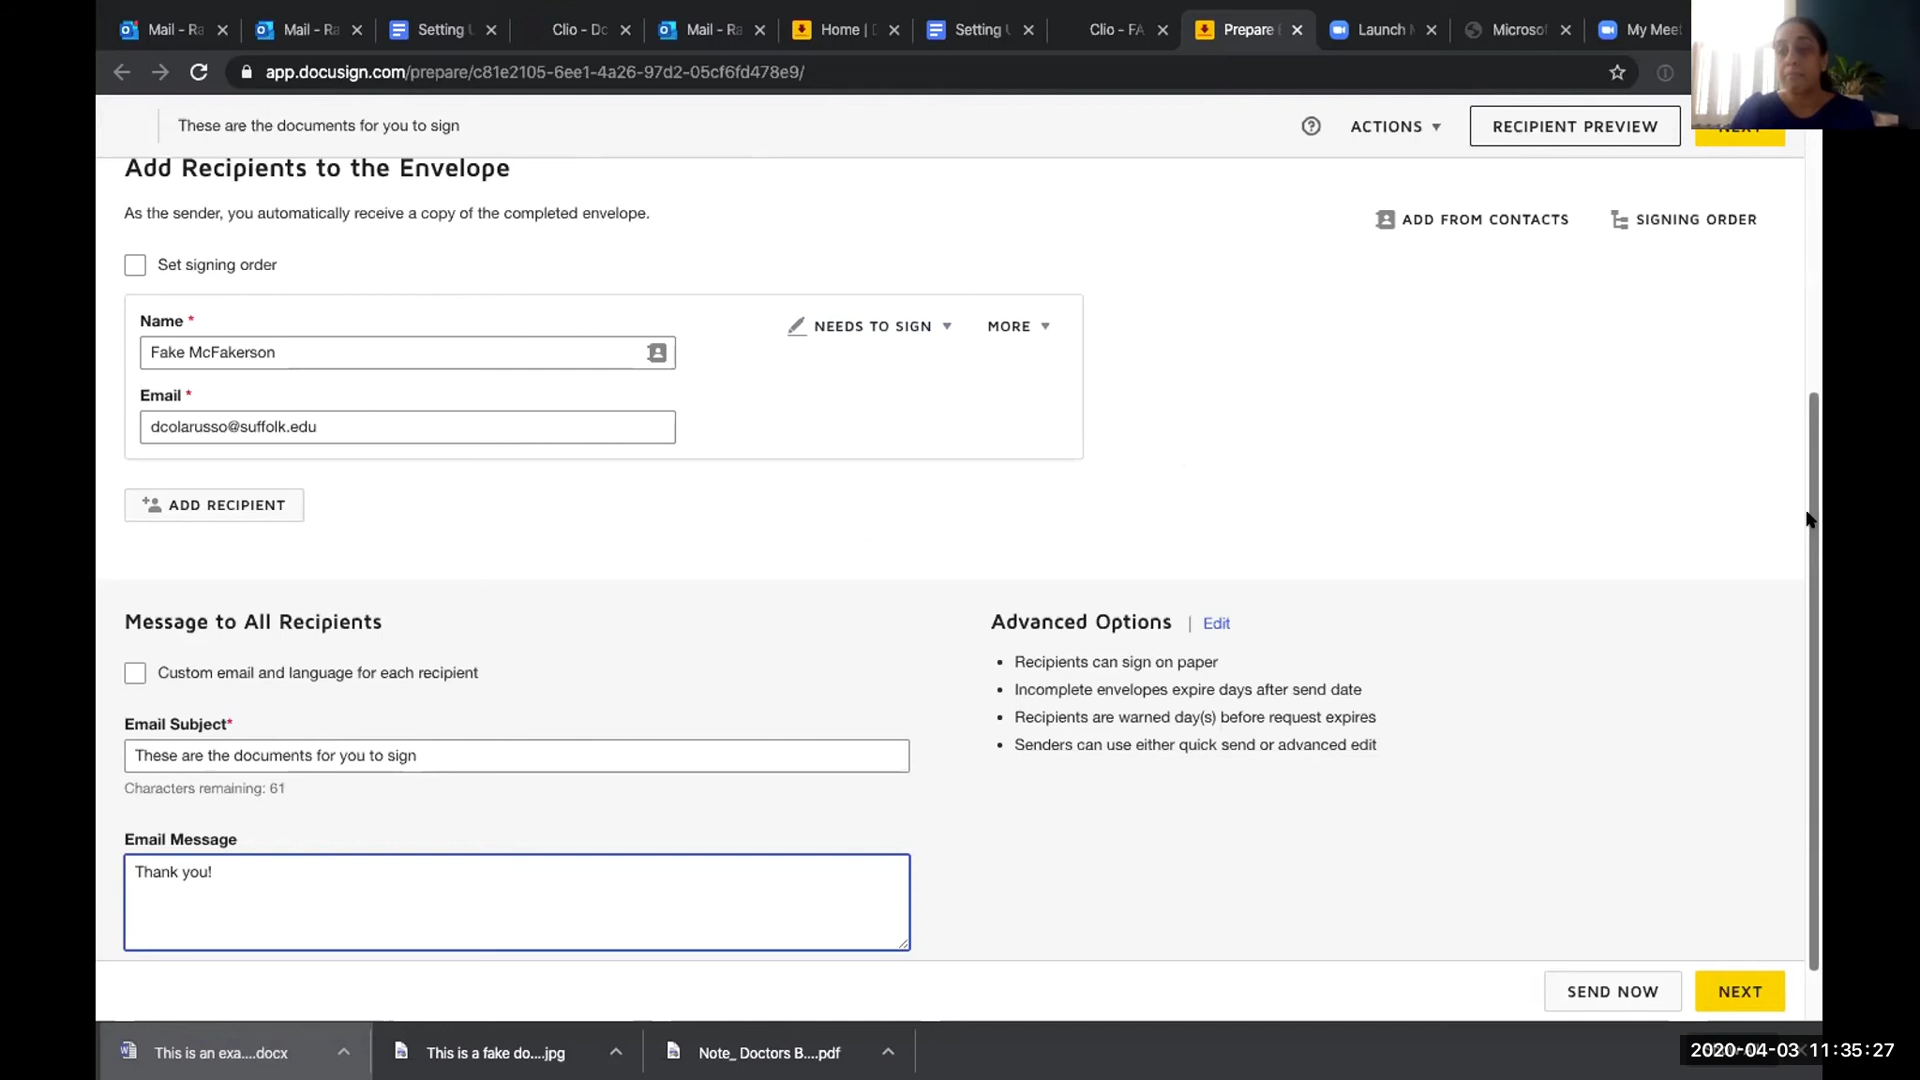 Mail - Ra
Mail - Ra
Setting U
Clio - Do
Mail - Ra
Home | D
Setting U
Clio - FA
Prepare E
Launch M
Microsof
My Meet
app.docusign.com/prepare/c81e2105-6ee1-4a26-97d2-05cf6fd478e9/
These are the documents for you to sign
ACTIONS
RECIPIENT PREVIEW
NEXT
Add Recipients to the Envelope
As the sender, you automatically receive a copy of the completed envelope.
ADD FROM CONTACTS
SIGNING ORDER
Set signing order
Name *
NEEDS TO SIGN
MORE
Fake McFakerson
Email *
dcolarusso@suffolk.edu
ADD RECIPIENT
Message to All Recipients
Advanced Options | Edit
Custom email and language for each recipient
• Recipients can sign on paper
• Incomplete envelopes expire days after send date
• Recipients are warned day(s) before request expires
• Senders can use either quick send or advanced edit
Email Subject*
These are the documents for you to sign
Characters remaining: 61
Email Message
Thank you!
SEND NOW
NEXT
This is an exa....docx
This is a fake do....jpg
Note_ Doctors B....pdf
2020-04-03 11:35:27